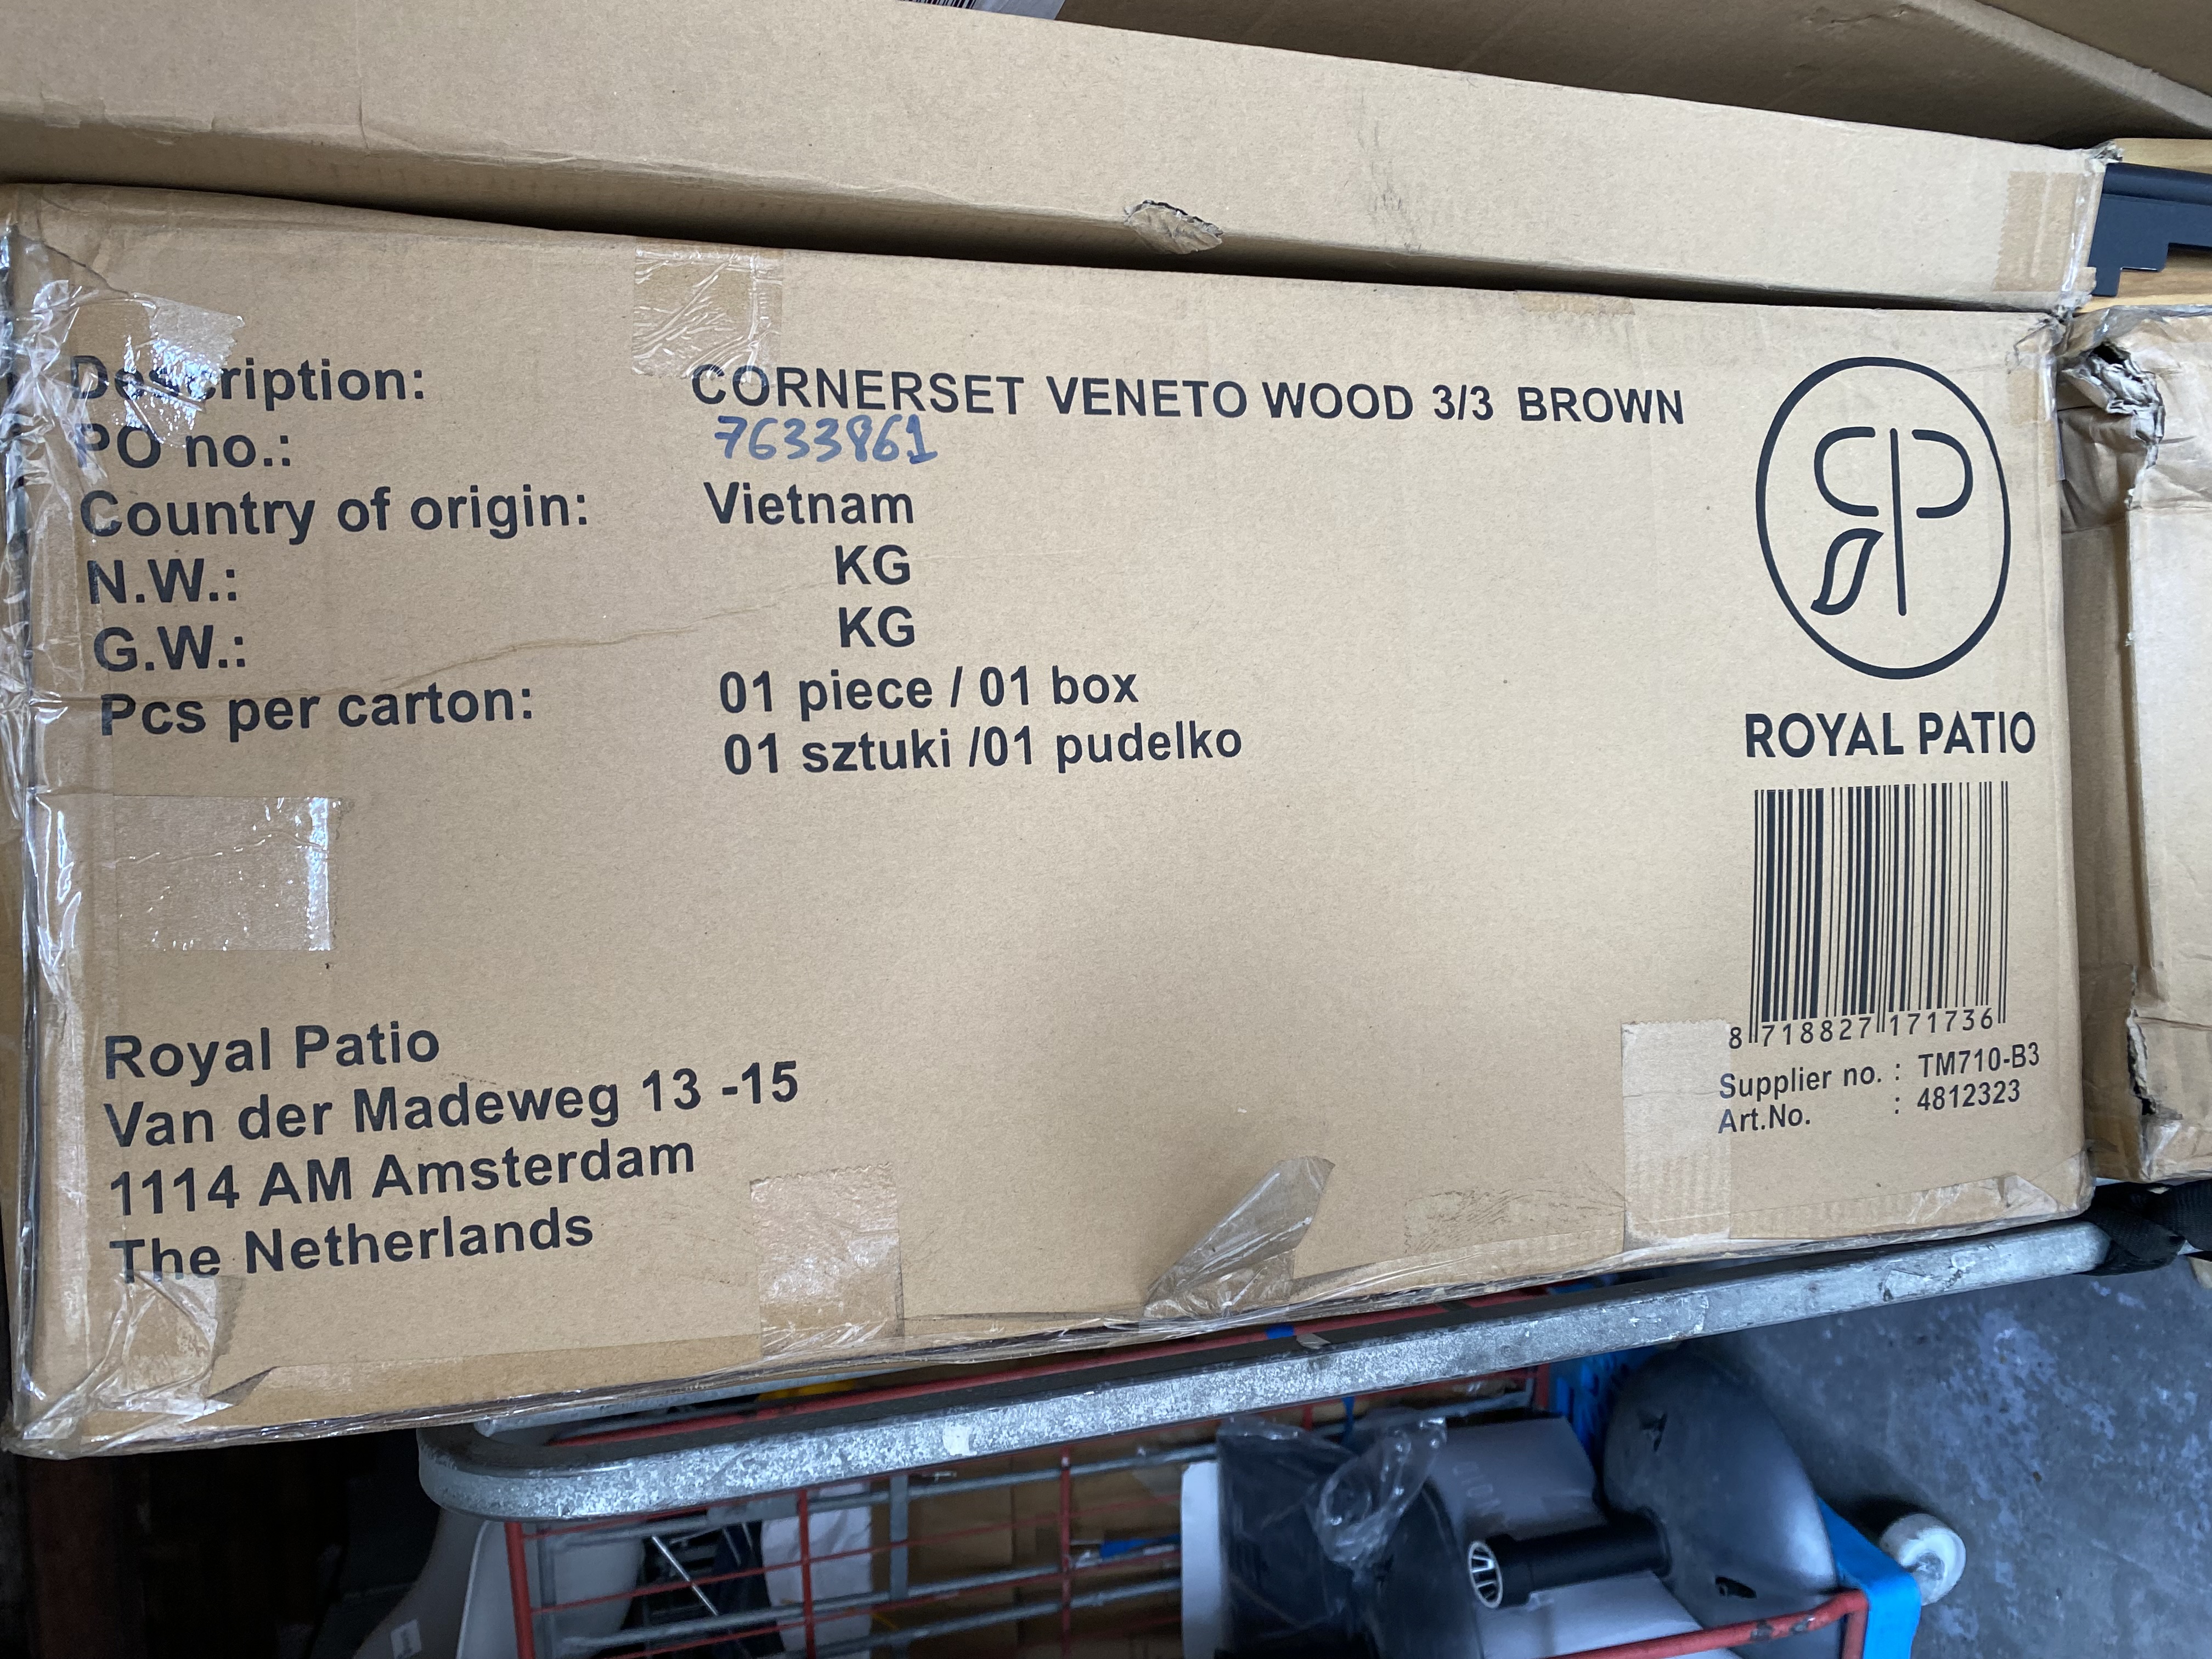 Description: CORNERSET VENETO WOOD 3/3 BROWN
PO no.: 7633861
Country of origin: Vietnam
N.W.: KG
G.W.: KG
Pcs per carton: 01 piece / 01 box
01 sztuki /01 pudelko
RP
ROYAL PATIO
8 718827 171736
Supplier no. : TM710-B3
Art.No. : 4812323
Royal Patio
Van der Madeweg 13 -15
1114 AM Amsterdam
The Netherlands